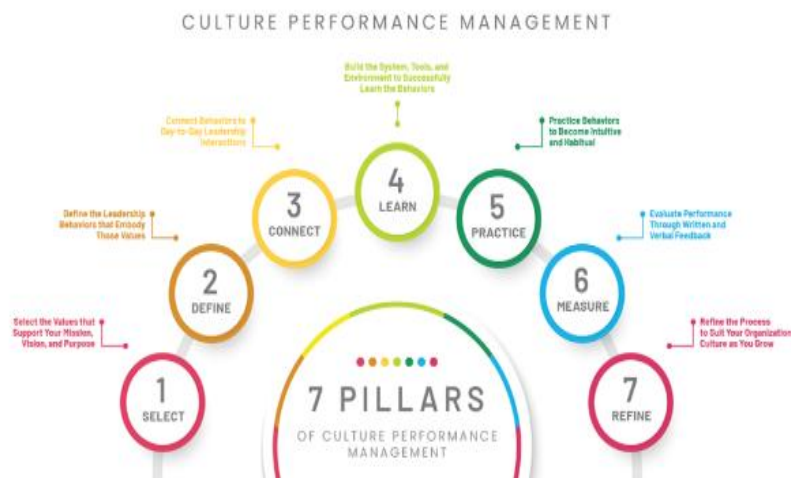 CULTURE PERFORMANCE MANAGEMENT
Build the System, Tools, and
Environment to Successfully
Learn the Behaviors
Connect Behaviors to
Day-to-Day Leadership
Interactions
Practice Behaviors
to Become Intuitive
and Habitual
4
LEARN
3
CONNECT
5
PRACTICE
Define the Leadership
Behaviors that Embody
Those Values
Evaluate Performance
Through Written and
Verbal Feedback
2
DEFINE
6
MEASURE
Select the Values that
Support Your Mission,
Vision, and Purpose
Refine the Process
to Suit Your Organization
Culture as You Grow
1
SELECT
7
REFINE
7 PILLARS
OF CULTURE PERFORMANCE
MANAGEMENT